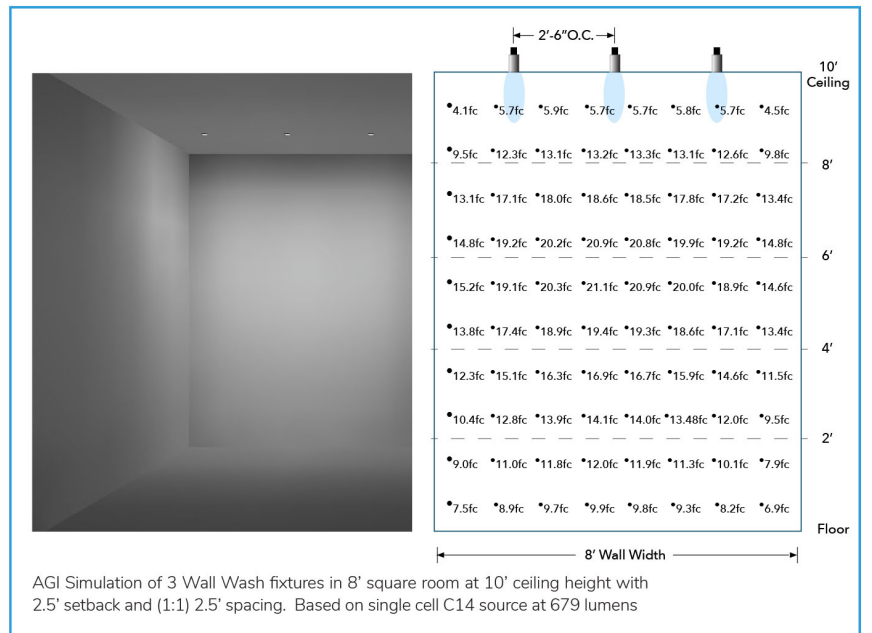 2'-6"O.C.
10'
Ceiling
4.1fc 5.7fc 5.9fc 5.7fc 5.7fc 5.8fc 5.7fc 4.5fc
9.5fc 12.3fc 13.1fc 13.2fc 13.3fc 13.1fc 12.6fc 9.8fc
8'
13.1fc 17.1fc 18.0fc 18.6fc 18.5fc 17.8fc 17.2fc 13.4fc
14.8fc 19.2fc 20.2fc 20.9fc 20.8fc 19.9fc 19.2fc 14.8fc
6'
15.2fc 19.1fc 20.3fc 21.1fc 20.9fc 20.0fc 18.9fc 14.6fc
13.8fc 17.4fc 18.9fc 19.4fc 19.3fc 18.6fc 17.1fc 13.4fc
4'
12.3fc 15.1fc 16.3fc 16.9fc 16.7fc 15.9fc 14.6fc 11.5fc
10.4fc 12.8fc 13.9fc 14.1fc 14.0fc 13.48fc 12.0fc 9.5fc
2'
9.0fc 11.0fc 11.8fc 12.0fc 11.9fc 11.3fc 10.1fc 7.9fc
7.5fc 8.9fc 9.7fc 9.9fc 9.8fc 9.3fc 8.2fc 6.9fc
Floor
8' Wall Width
AGI Simulation of 3 Wall Wash fixtures in 8' square room at 10' ceiling height with
2.5' setback and (1:1) 2.5' spacing. Based on single cell C14 source at 679 lumens